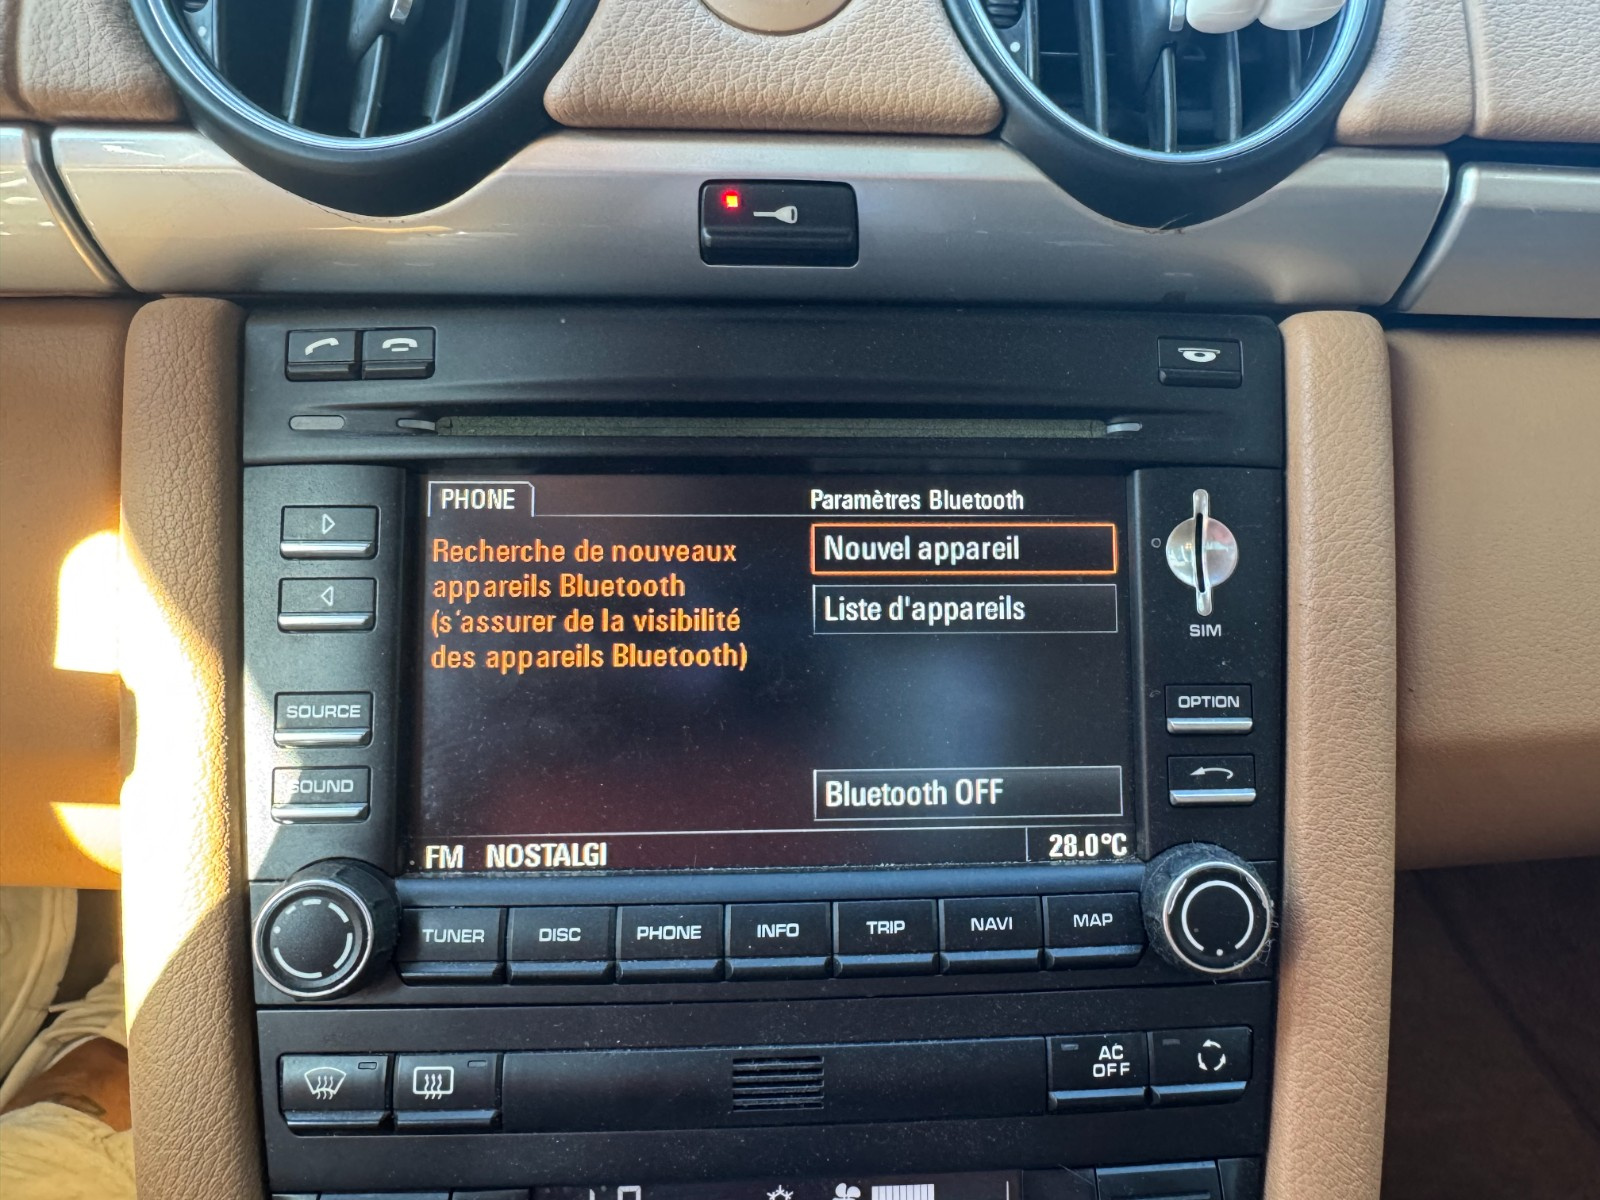 PHONE
Paramètres Bluetooth
Recherche de nouveaux
appareils Bluetooth
(s'assurer de la visibilité
des appareils Bluetooth)
Nouvel appareil
Liste d'appareils
Bluetooth OFF
FM NOSTALGI
28.0°C
SIM
SOURCE
SOUND
OPTION
TUNER
DISC
PHONE
INFO
TRIP
NAVI
MAP
AC
OFF